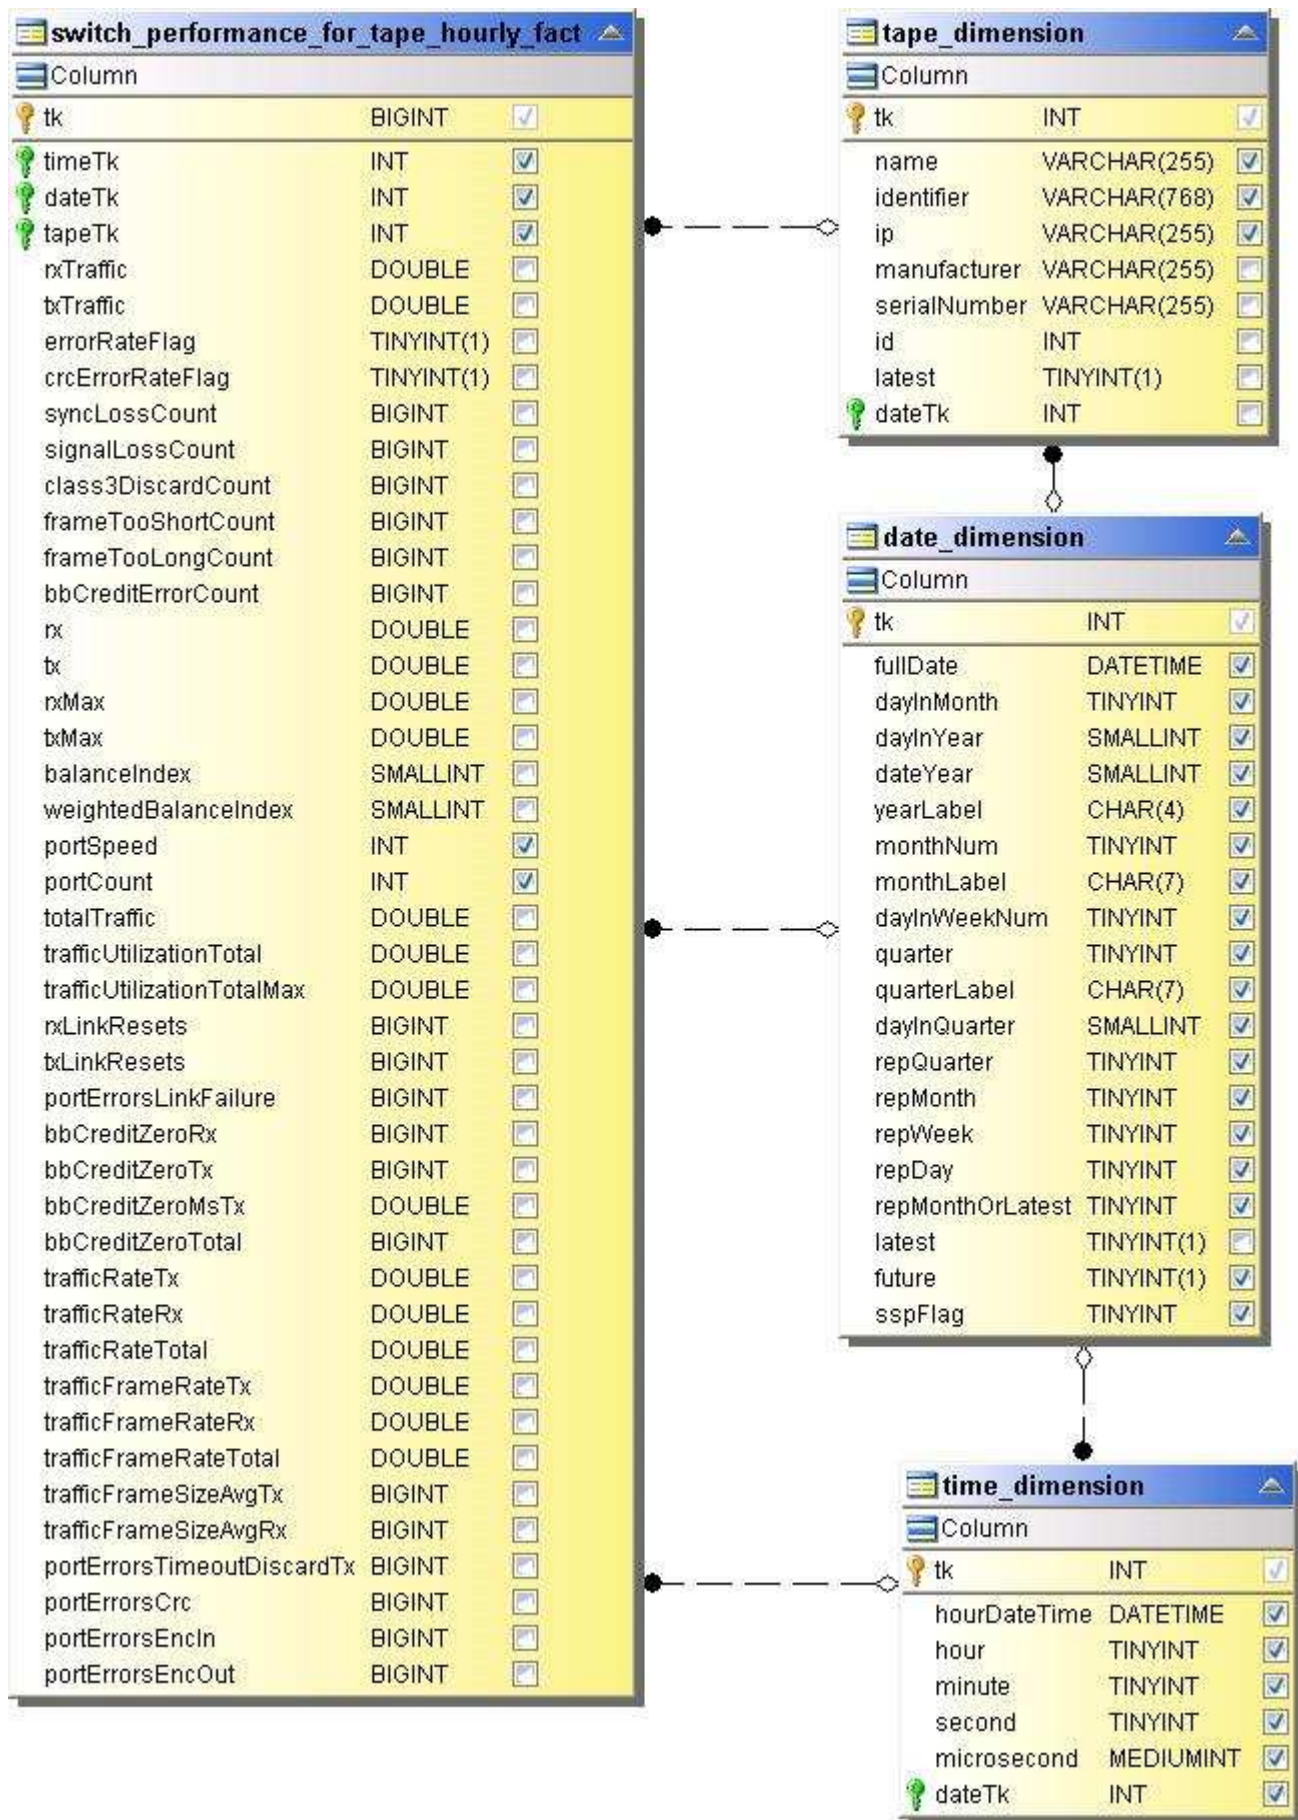 switch_performance_for_tape_hourly_fact
Column
tk BIGINT
timeTk INT
dateTk INT
tapeTk INT
rxTraffic DOUBLE
txTraffic DOUBLE
errorRateFlag TINYINT(1)
crcErrorRateFlag TINYINT(1)
syncLossCount BIGINT
signalLossCount BIGINT
class3DiscardCount BIGINT
frameTooShortCount BIGINT
frameTooLongCount BIGINT
bbCreditErrorCount BIGINT
rx DOUBLE
tx DOUBLE
rxMax DOUBLE
txMax DOUBLE
balanceIndex SMALLINT
weightedBalanceIndex SMALLINT
portSpeed INT
portCount INT
totalTraffic DOUBLE
trafficUtilizationTotal DOUBLE
trafficUtilizationTotalMax DOUBLE
rxLinkResets BIGINT
txLinkResets BIGINT
portErrorsLinkFailure BIGINT
bbCreditZeroRx BIGINT
bbCreditZeroTx BIGINT
bbCreditZeroMsTx DOUBLE
bbCreditZeroTotal BIGINT
trafficRateTx DOUBLE
trafficRateRx DOUBLE
trafficRateTotal DOUBLE
trafficFrameRateTx DOUBLE
trafficFrameRateRx DOUBLE
trafficFrameRateTotal DOUBLE
trafficFrameSizeAvgTx BIGINT
trafficFrameSizeAvgRx BIGINT
portErrorsTimeoutDiscardTx BIGINT
portErrorsCrc BIGINT
portErrorsEncIn BIGINT
portErrorsEncOut BIGINT
tape_dimension
Column
tk INT
name VARCHAR(255)
identifier VARCHAR(768)
ip VARCHAR(255)
manufacturer VARCHAR(255)
serialNumber VARCHAR(255)
id INT
latest TINYINT(1)
dateTk INT
date_dimension
Column
tk INT
fullDate DATETIME
dayInMonth TINYINT
dayInYear SMALLINT
dateYear SMALLINT
yearLabel CHAR(4)
monthNum TINYINT
monthLabel CHAR(7)
dayInWeekNum TINYINT
quarter TINYINT
quarterLabel CHAR(7)
dayInQuarter SMALLINT
repQuarter TINYINT
repMonth TINYINT
repWeek TINYINT
repDay TINYINT
repMonthOrLatest TINYINT
latest TINYINT(1)
future TINYINT(1)
sspFlag TINYINT
time_dimension
Column
tk INT
hourDateTime DATETIME
hour TINYINT
minute TINYINT
second TINYINT
microsecond MEDIUMINT
dateTk INT